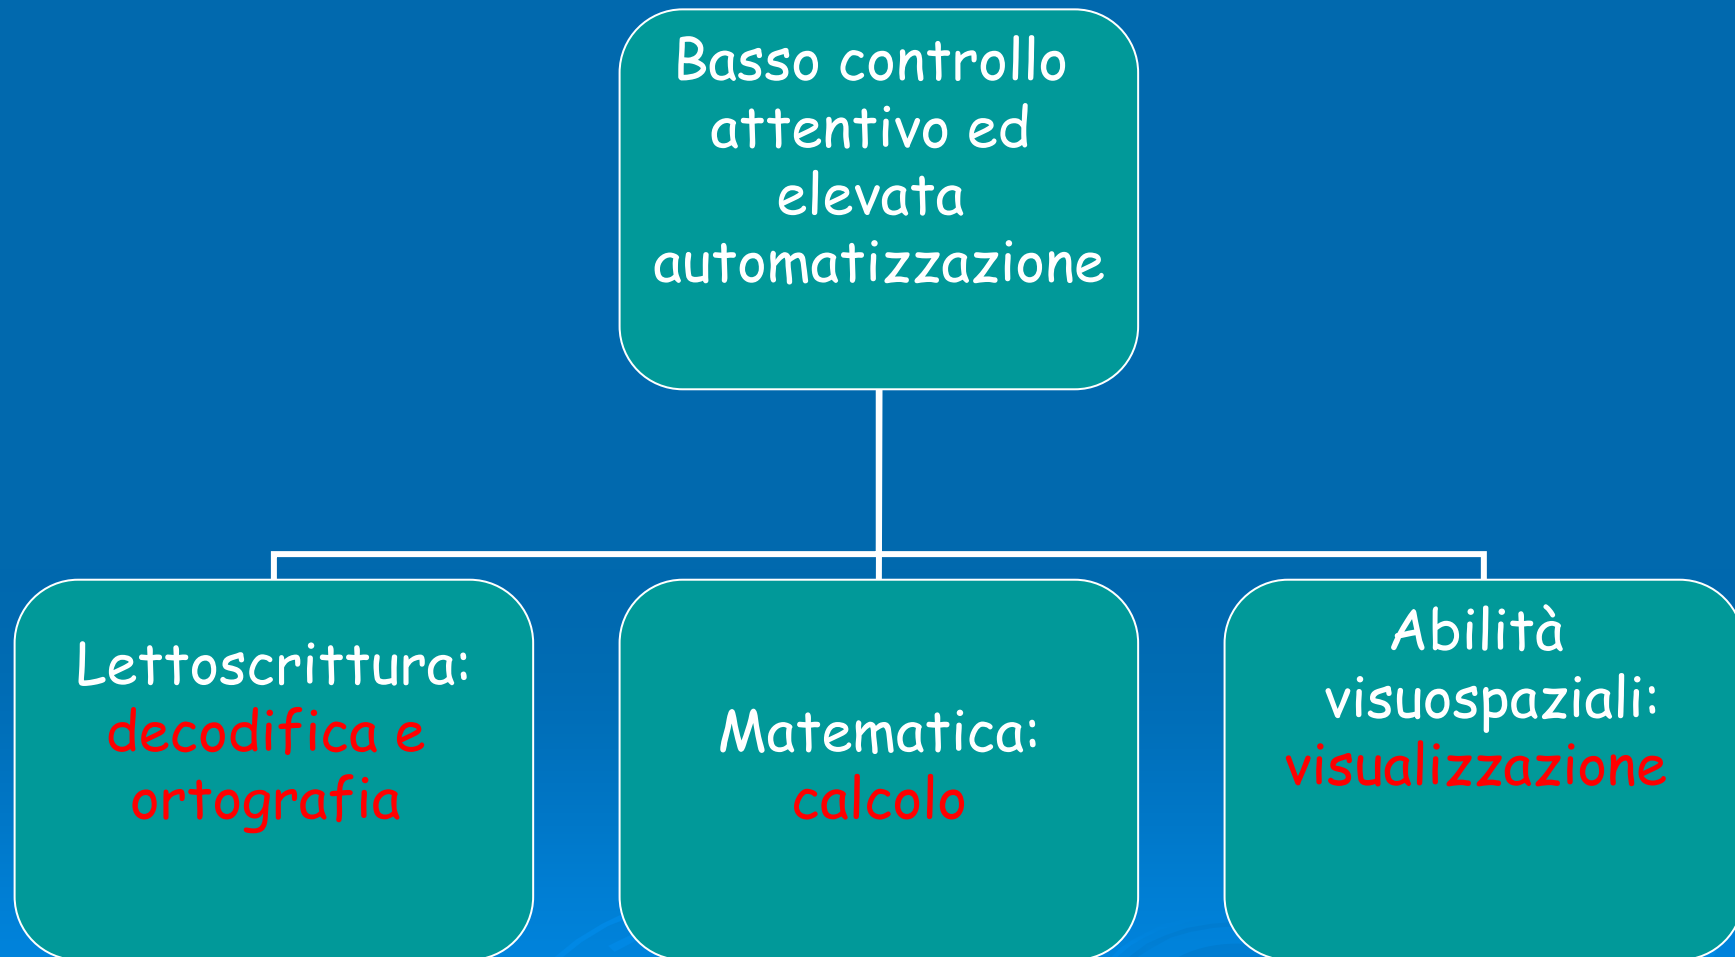 Basso controllo
attentivo ed
elevata
automatizzazione
Lettoscrittura:
decodifica e
ortografia
Matematica:
calcolo
Abilità
visuospaziali:
visualizzazione